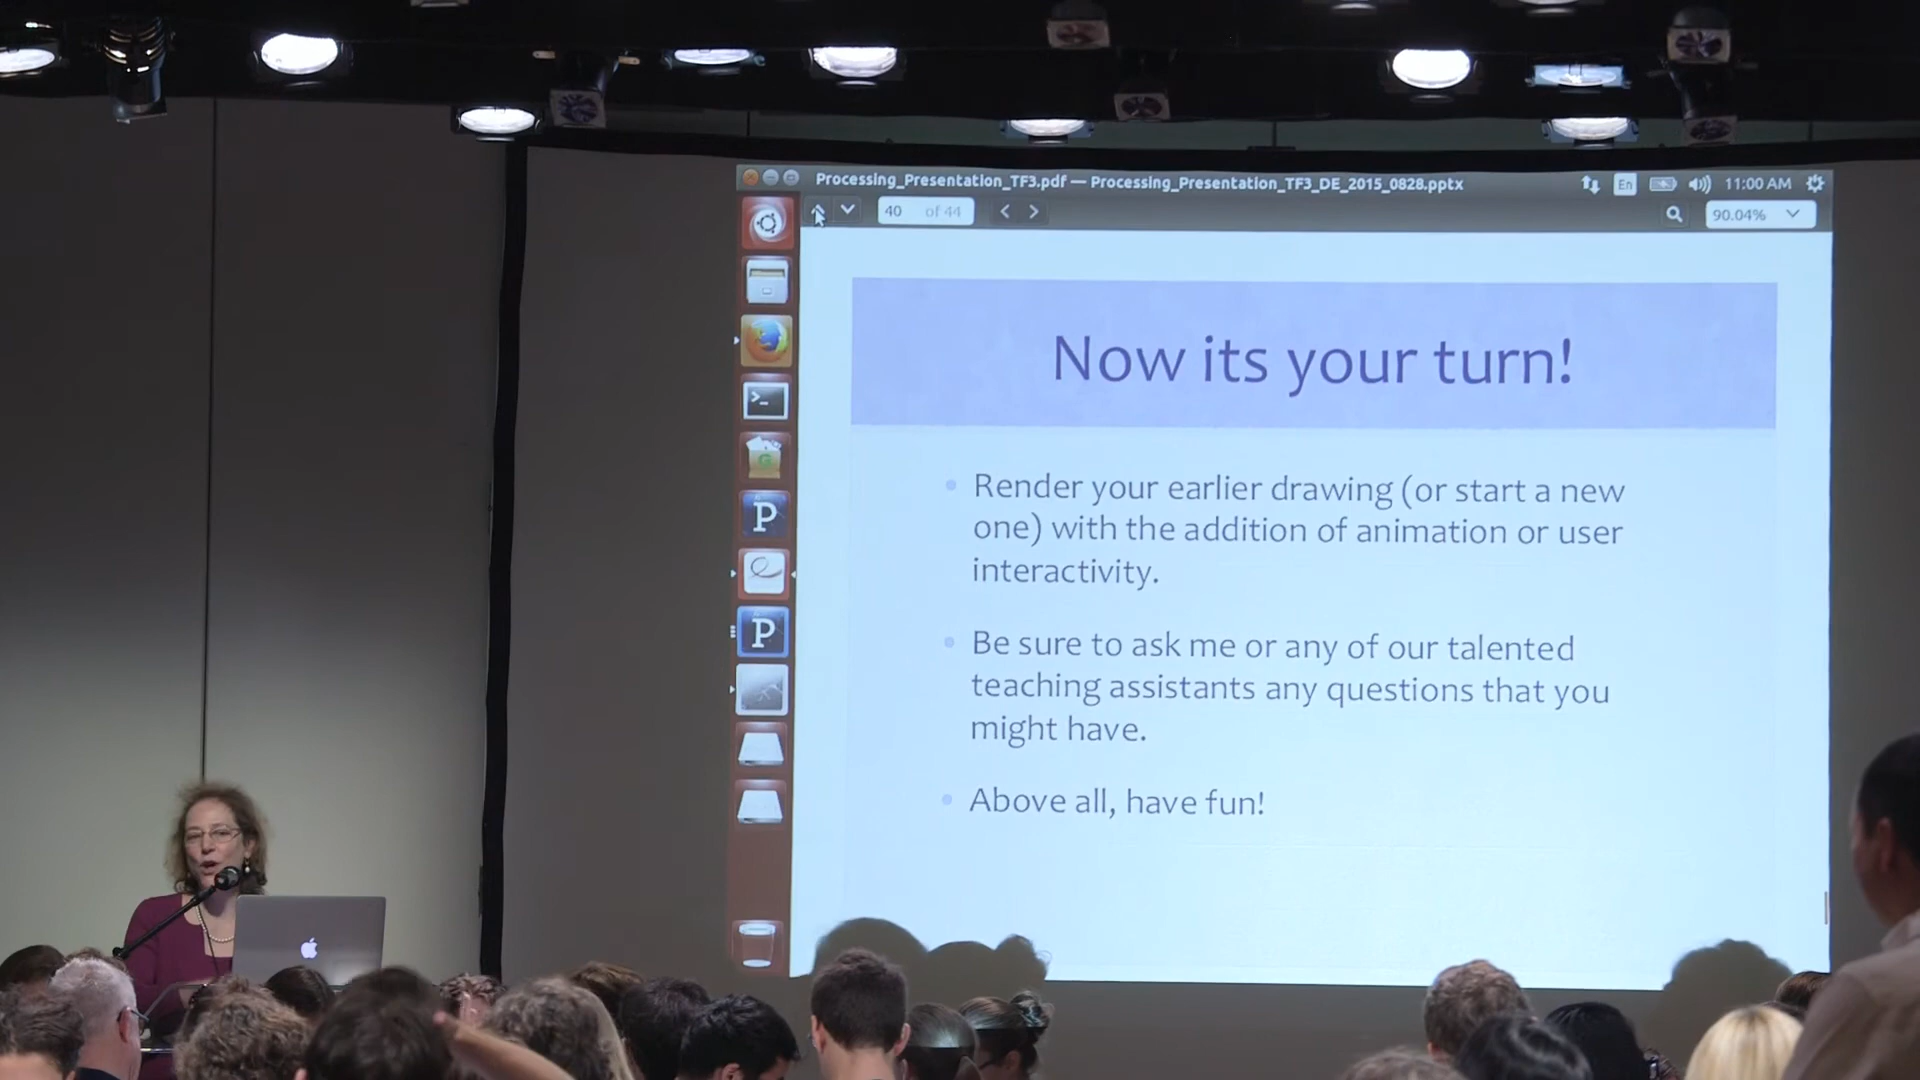 Processing_Presentation_TF3.pdf — Processing_Presentation_TF3_DE_2015_0828.pptx
En
11:00 AM
40 of 44
90.04%
Now its your turn!
Render your earlier drawing (or start a new
one) with the addition of animation or user
interactivity.
Be sure to ask me or any of our talented
teaching assistants any questions that you
might have.
Above all, have fun!
>_
G
P
P